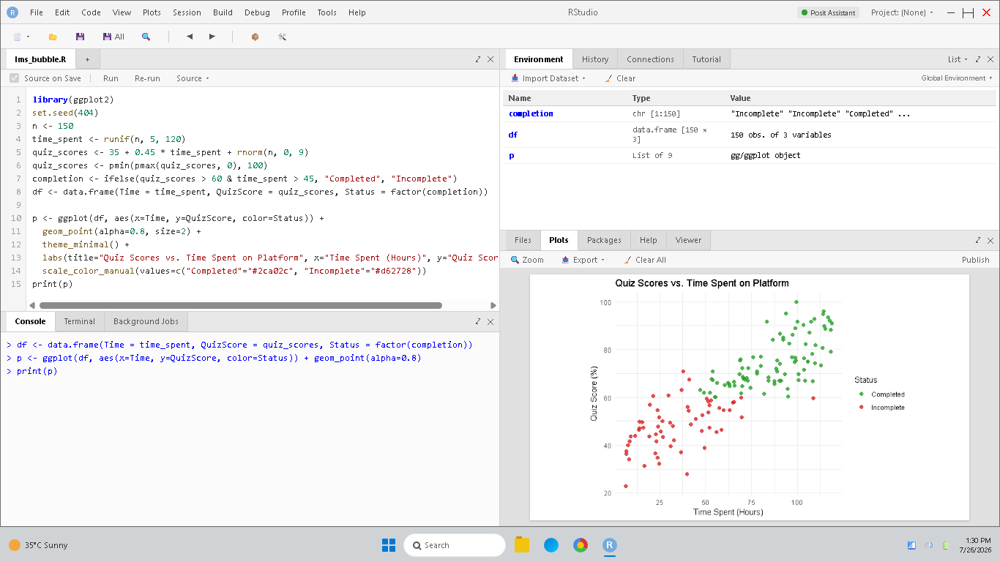 R File Edit Code View Plots Session Build Debug Profile Tools Help RStudio Posit Assistant Project: (None)
All
lms_bubble.R +
Source on Save Run Re-run Source
1 library(ggplot2)
2 set.seed(404)
3 n <- 150
4 time_spent <- runif(n, 5, 120)
5 quiz_scores <- 35 + 0.45 * time_spent + rnorm(n, 0, 9)
6 quiz_scores <- pmin(pmax(quiz_scores, 0), 100)
7 completion <- ifelse(quiz_scores > 60 & time_spent > 45, "Completed", "Incomplete")
8 df <- data.frame(Time = time_spent, QuizScore = quiz_scores, Status = factor(completion))
9
10 p <- ggplot(df, aes(x=Time, y=QuizScore, color=Status)) +
11 geom_point(alpha=0.8, size=2) +
12 theme_minimal() +
13 labs(title="Quiz Scores vs. Time Spent on Platform", x="Time Spent (Hours)", y="Quiz Scor
14 scale_color_manual(values=c("Completed"="#2ca02c", "Incomplete"="#d62728"))
15 print(p)
Console Terminal Background Jobs
> df <- data.frame(Time = time_spent, QuizScore = quiz_scores, Status = factor(completion))
> p <- ggplot(df, aes(x=Time, y=QuizScore, color=Status)) + geom_point(alpha=0.8)
> print(p)
Environment History Connections Tutorial List
Import Dataset Clear Global Environment
Name Type Value
completion chr [1:150] "Incomplete" "Incomplete" "Completed" ...
df data.frame [150 × 3] 150 obs. of 3 variables
p List of 9 gg/ggplot object
Files Plots Packages Help Viewer
Zoom Export Clear All Publish
Quiz Scores vs. Time Spent on Platform
Quiz Score (%)
100
80
60
40
20
25 50 75 100
Time Spent (Hours)
Status
Completed
Incomplete
35°C Sunny
Search
R
1:30 PM
7/26/2026